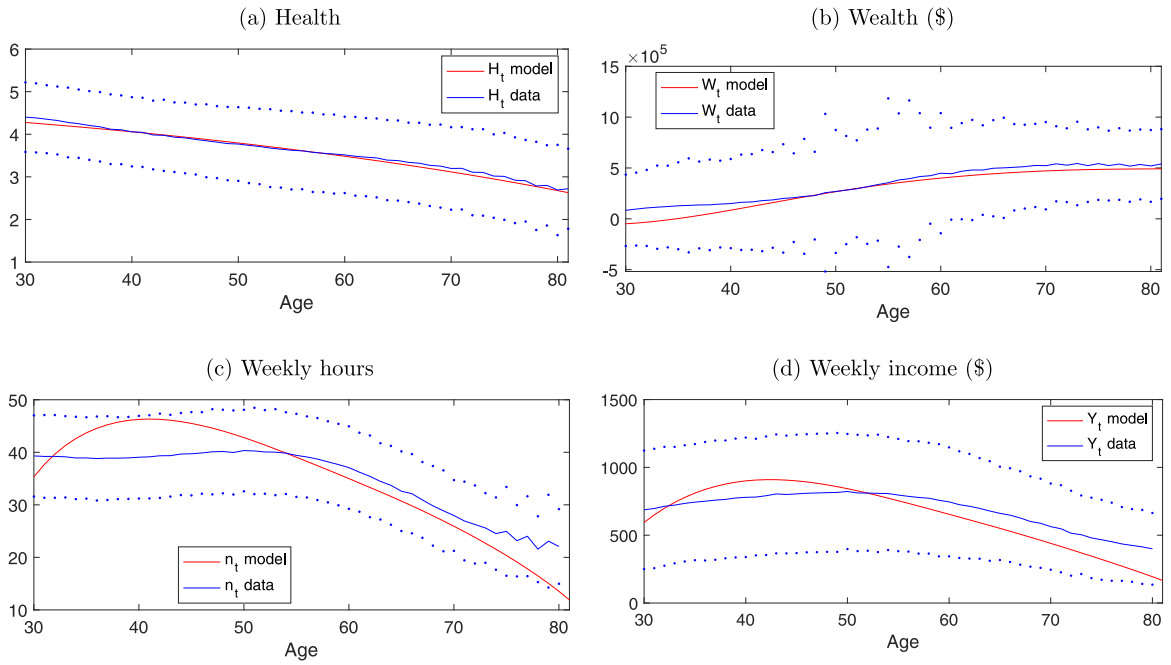 (a) Health
6
5
4
3
2
1
30 40 50 60 70 80
Age
H_t model
H_t data
(b) Wealth ($)
×10^5
15
10
5
0
-5
30 40 50 60 70 80
Age
W_t model
W_t data
(c) Weekly hours
50
40
30
20
10
30 40 50 60 70 80
Age
n_t model
n_t data
(d) Weekly income ($)
1500
1000
500
0
30 40 50 60 70 80
Age
Y_t model
Y_t data